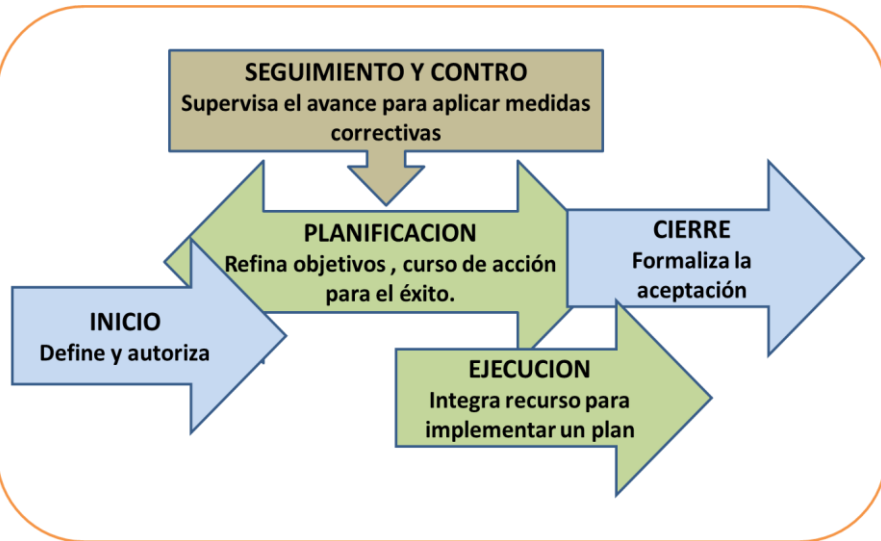 SEGUIMIENTO Y CONTRO
Supervisa el avance para aplicar medidas
correctivas
PLANIFICACION
Refina objetivos , curso de acción
para el éxito.
CIERRE
Formaliza la
aceptación
INICIO
Define y autoriza
EJECUCION
Integra recurso para
implementar un plan